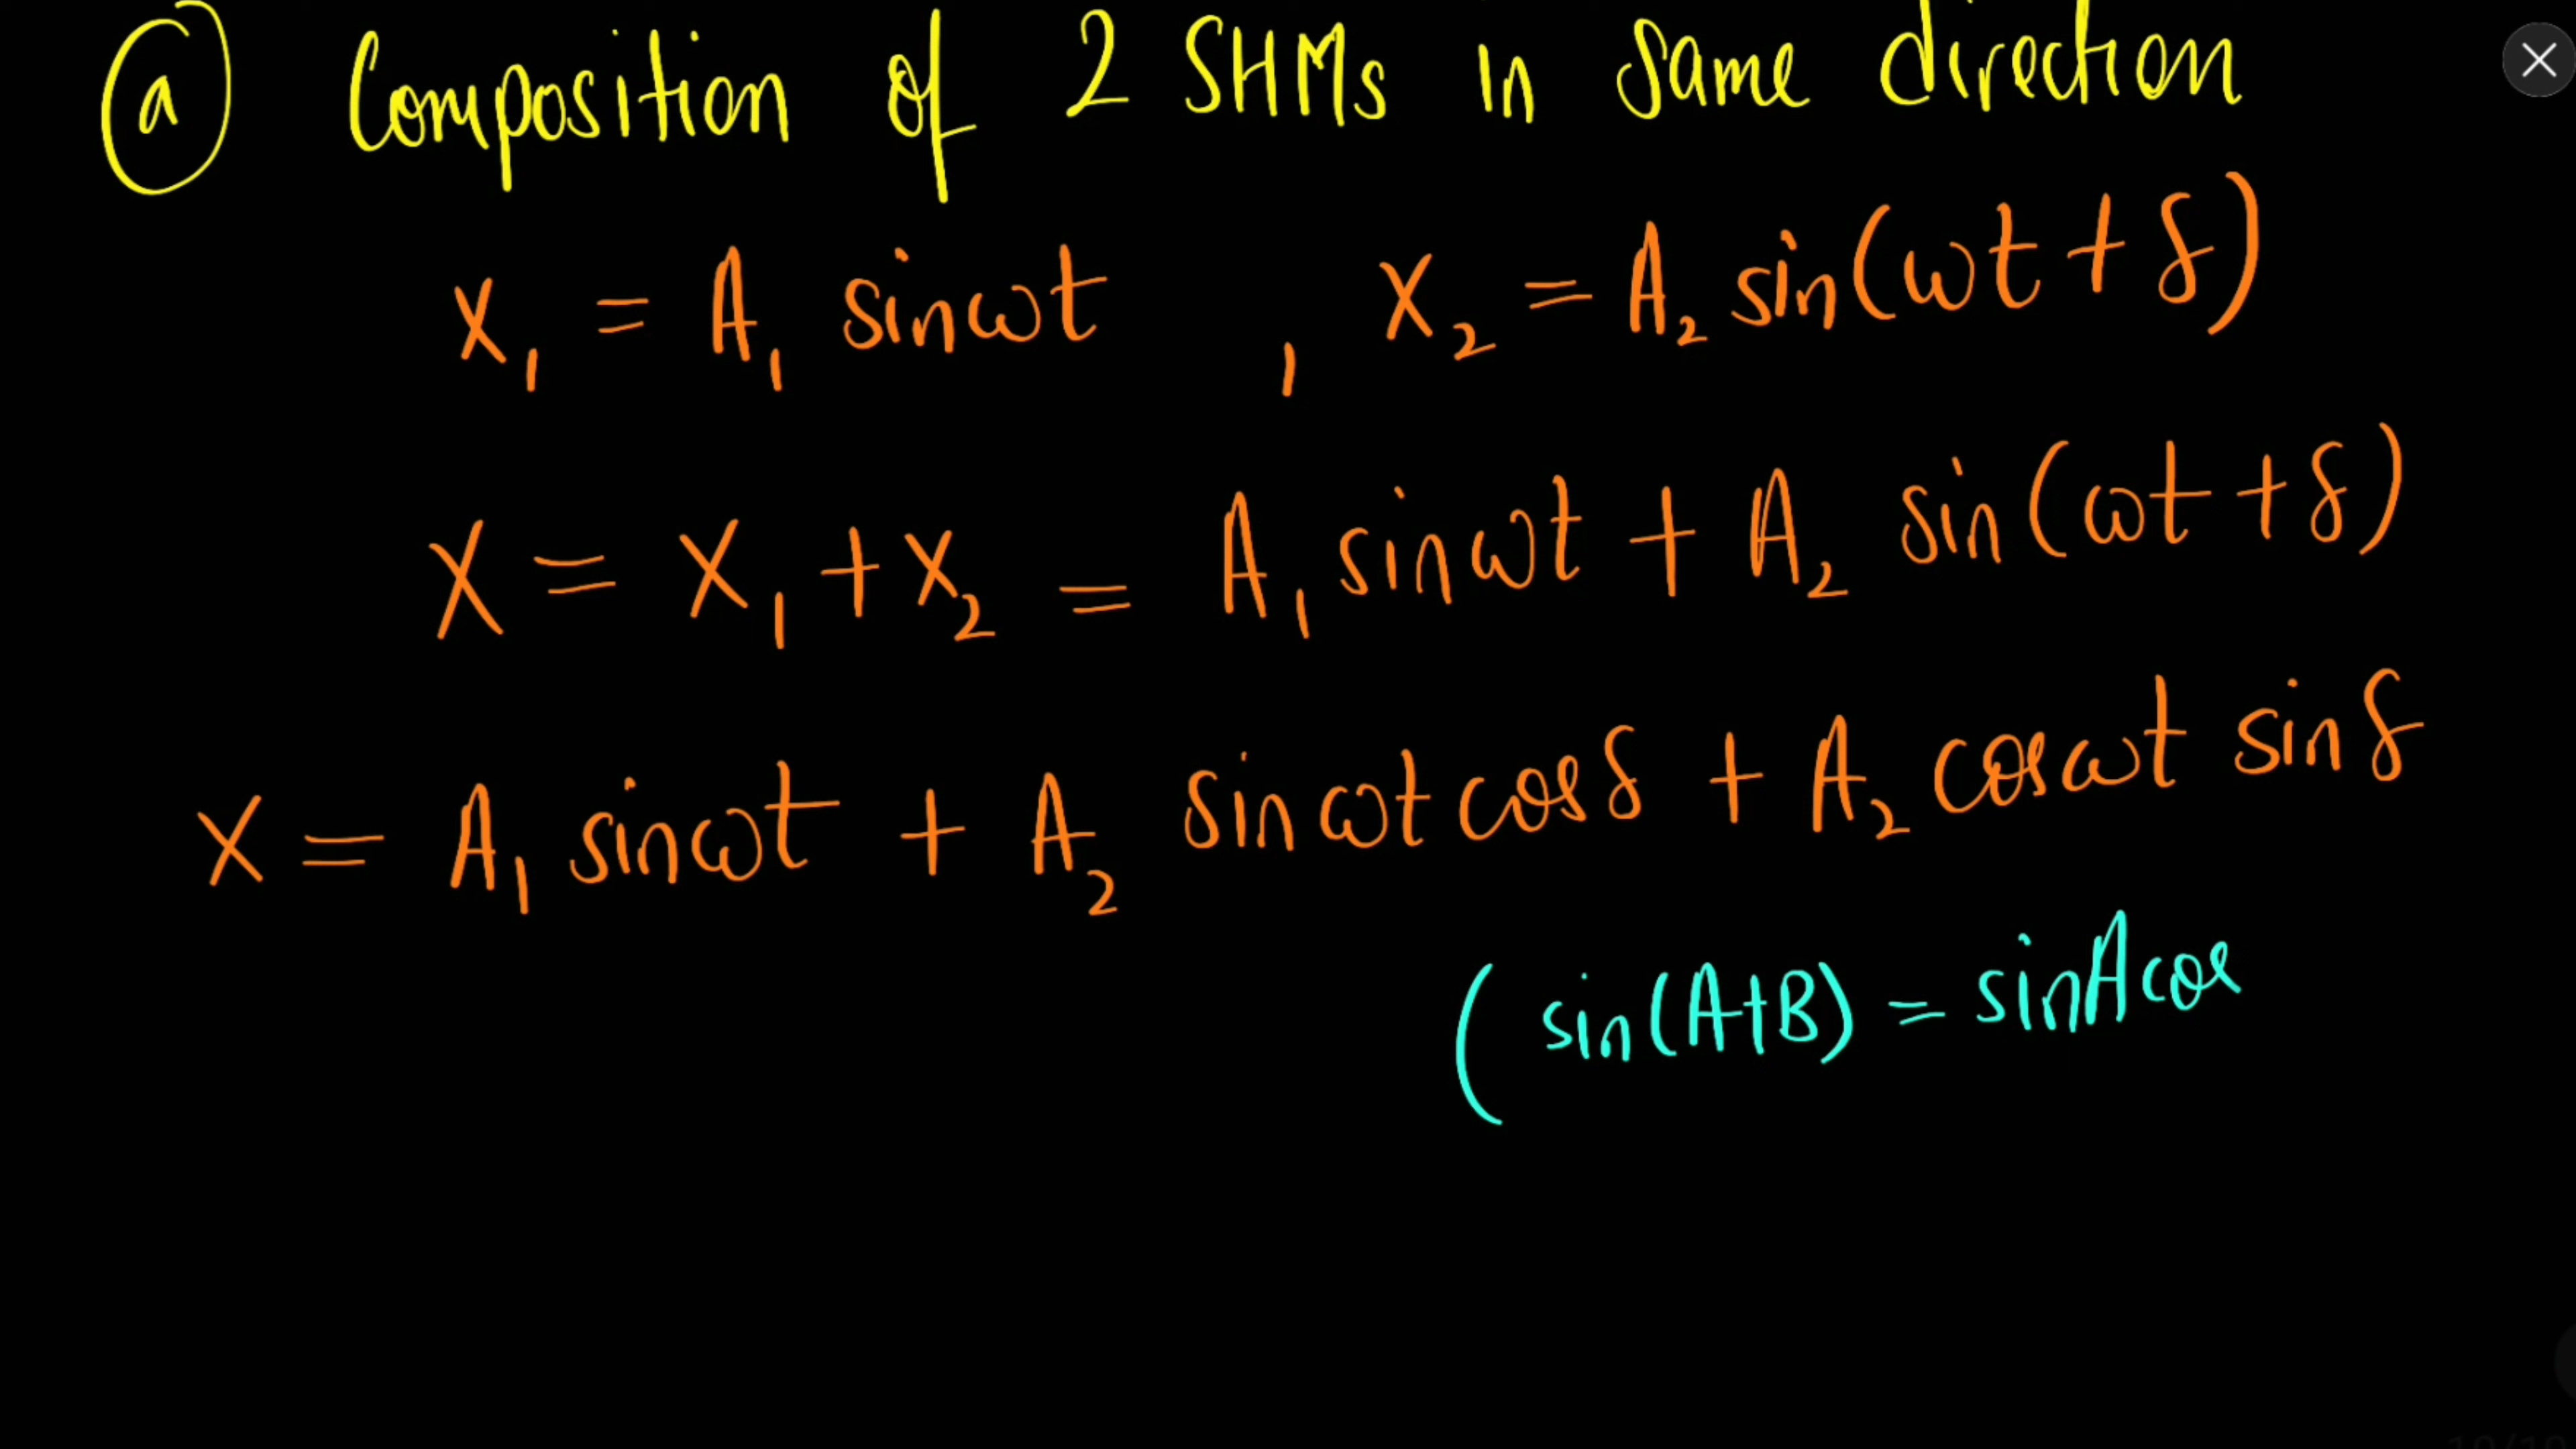 (a) Composition of 2 SHMs in same direction
x₁ = A₁ sinωt , x₂ = A₂ sin(ωt + δ)
x = x₁ + x₂ = A₁ sinωt + A₂ sin(ωt + δ)
x = A₁ sinωt + A₂ sinωt cosδ + A₂ cosωt sinδ
( sin(A+B) = sinA cos